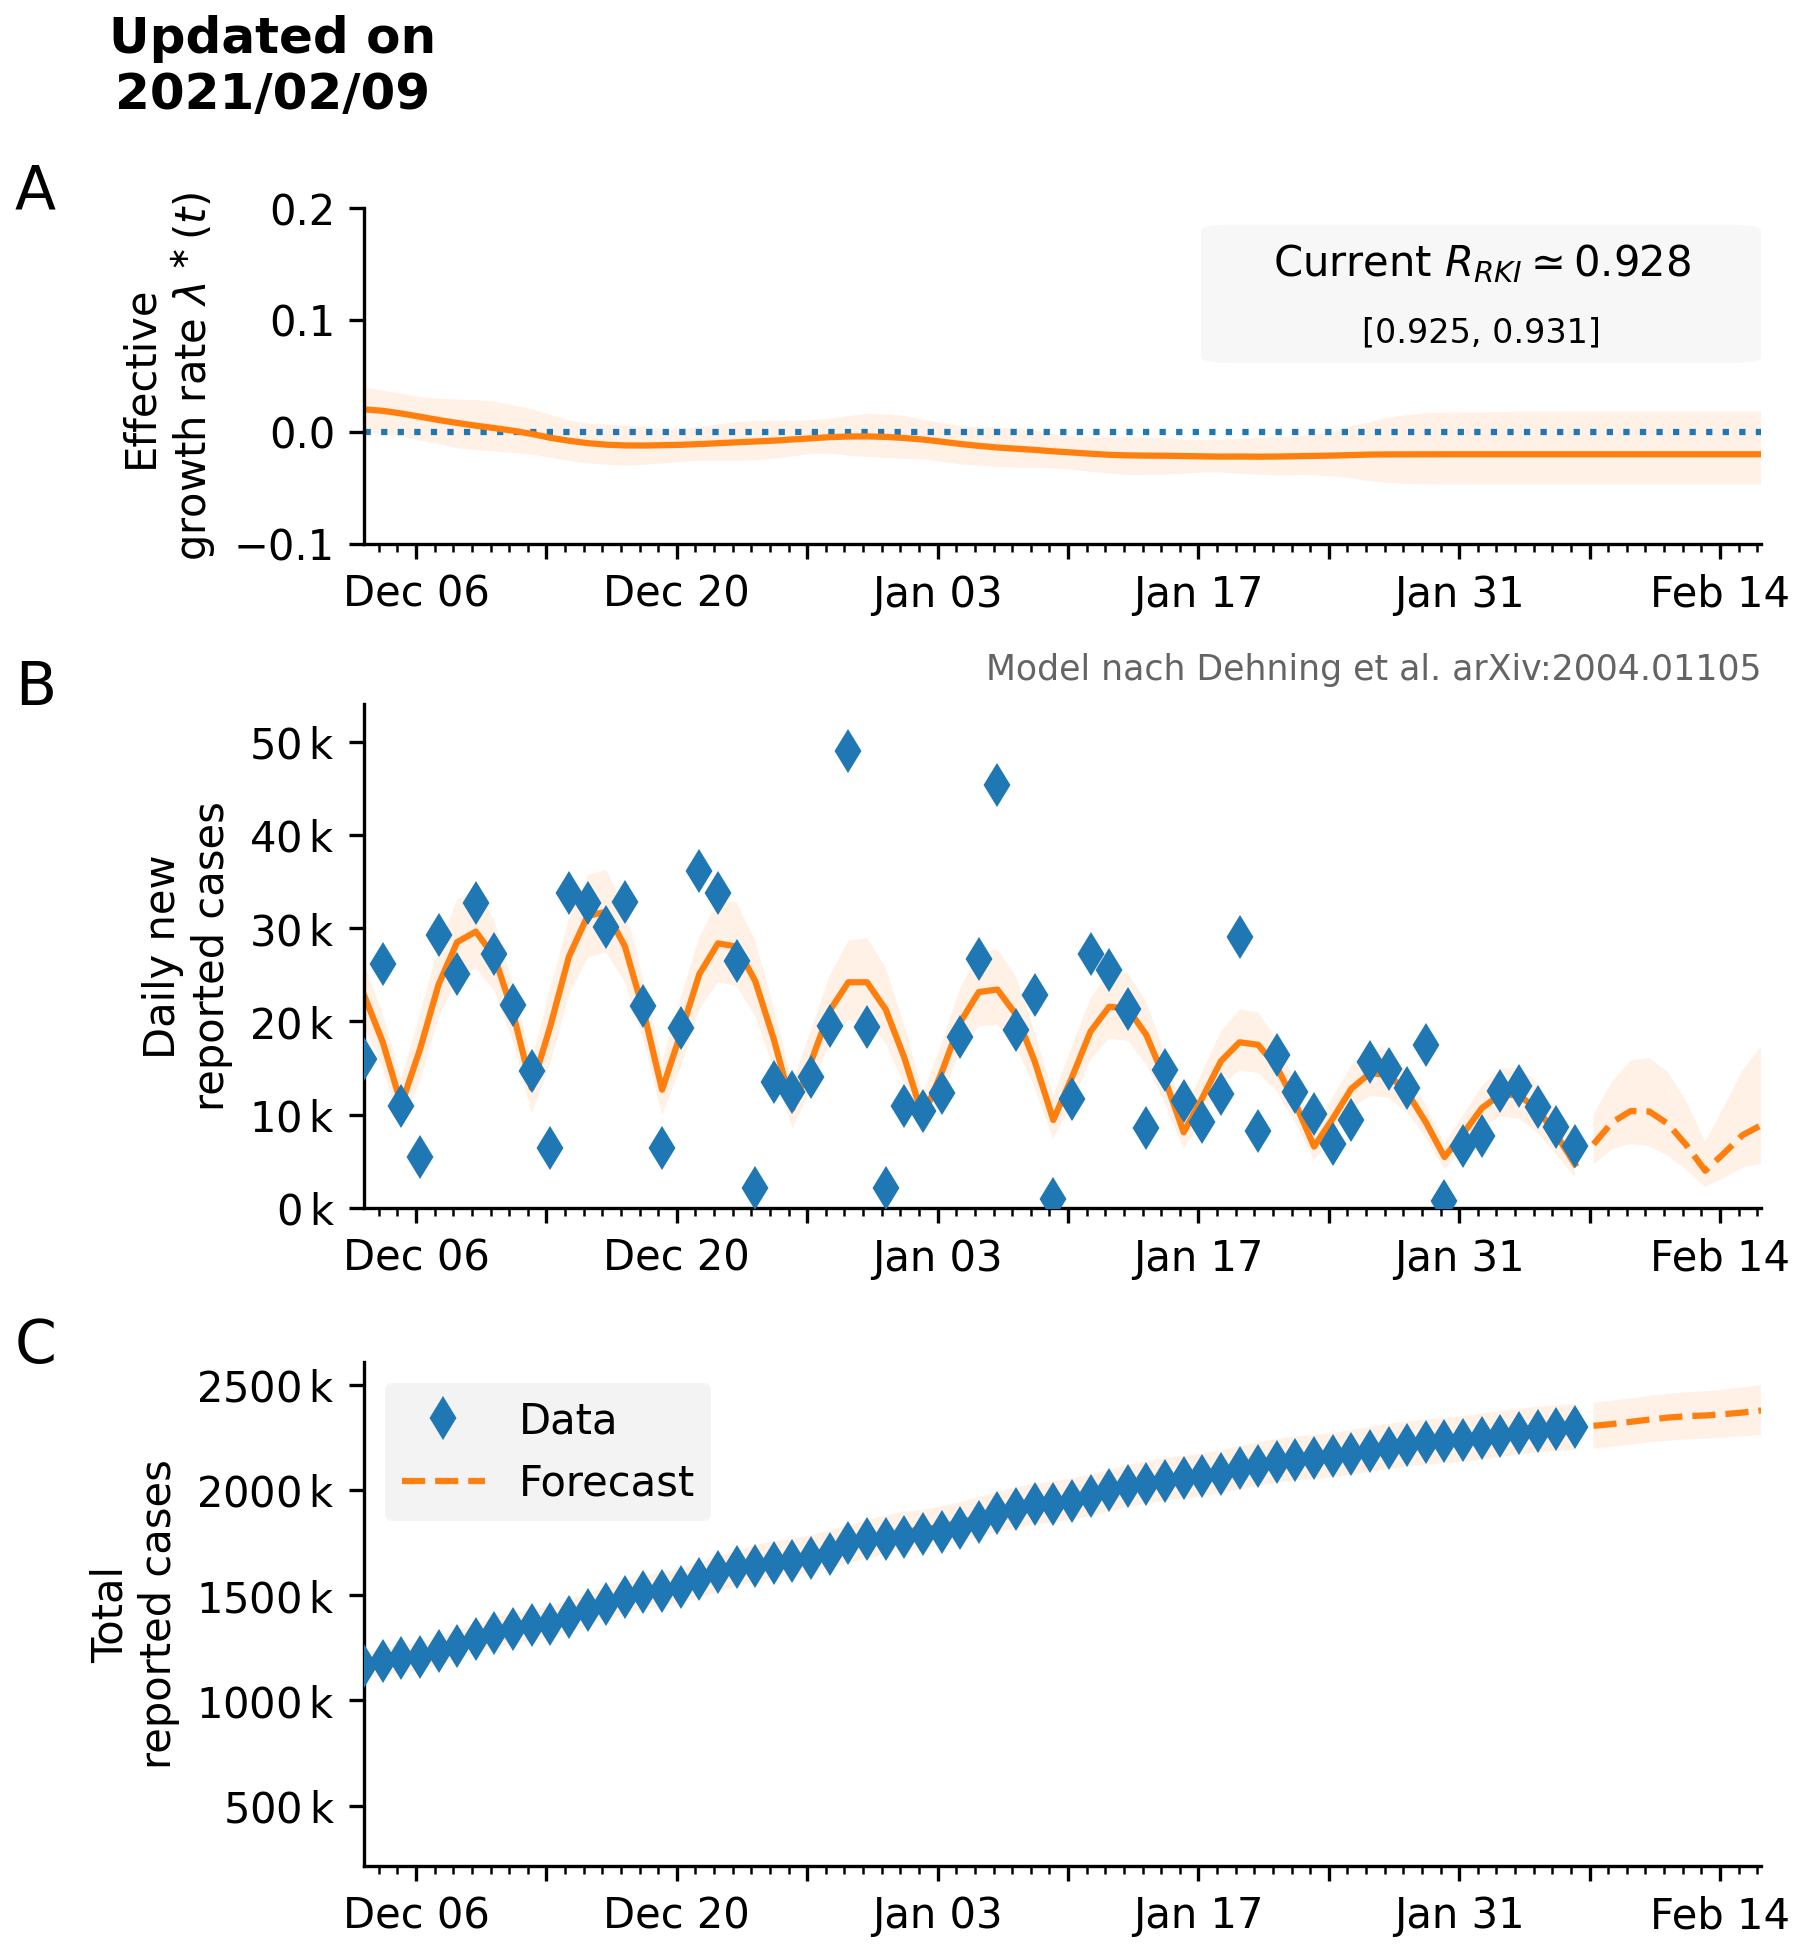 Updated on
2021/02/09
A
Effective
growth rate λ * (t)
0.2
0.1
0.0
−0.1
Current R_RKI ≃ 0.928
[0.925, 0.931]
Dec 06 Dec 20 Jan 03 Jan 17 Jan 31 Feb 14
Model nach Dehning et al. arXiv:2004.01105
B
Daily new
reported cases
50 k
40 k
30 k
20 k
10 k
0 k
Dec 06 Dec 20 Jan 03 Jan 17 Jan 31 Feb 14
C
Total
reported cases
2500 k
2000 k
1500 k
1000 k
500 k
Data
Forecast
Dec 06 Dec 20 Jan 03 Jan 17 Jan 31 Feb 14